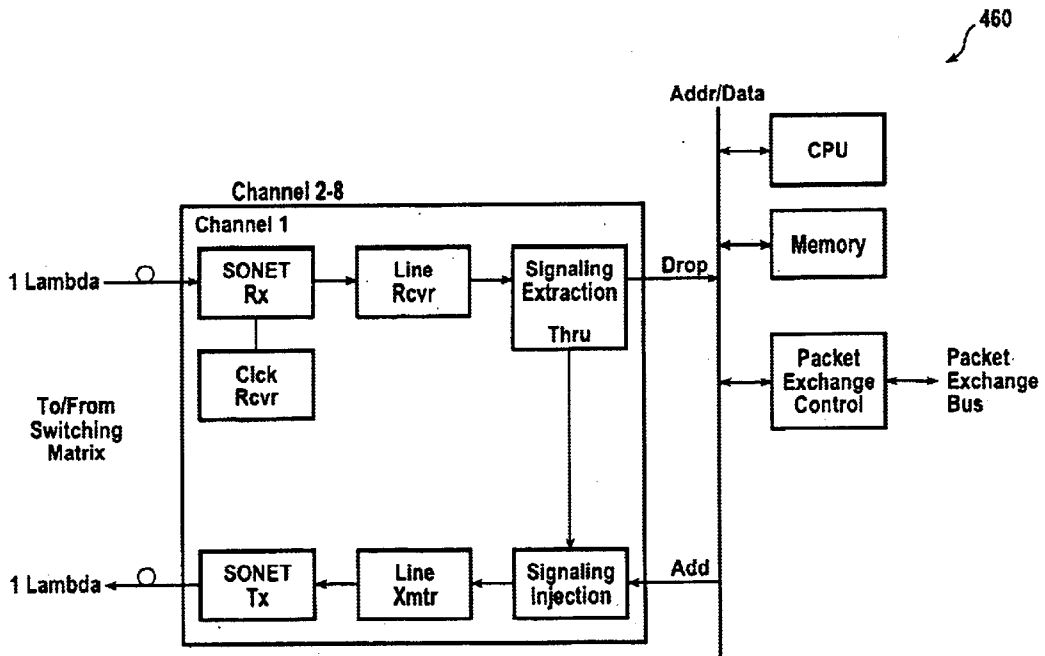 460
Addr/Data
CPU
Channel 2-8
Channel 1
Memory
1 Lambda
SONET
Rx
Line
Rcvr
Signaling
Extraction
Thru
Drop
Clck
Rcvr
Packet
Exchange
Control
Packet
Exchange
Bus
To/From
Switching
Matrix
1 Lambda
SONET
Tx
Line
Xmtr
Signaling
Injection
Add